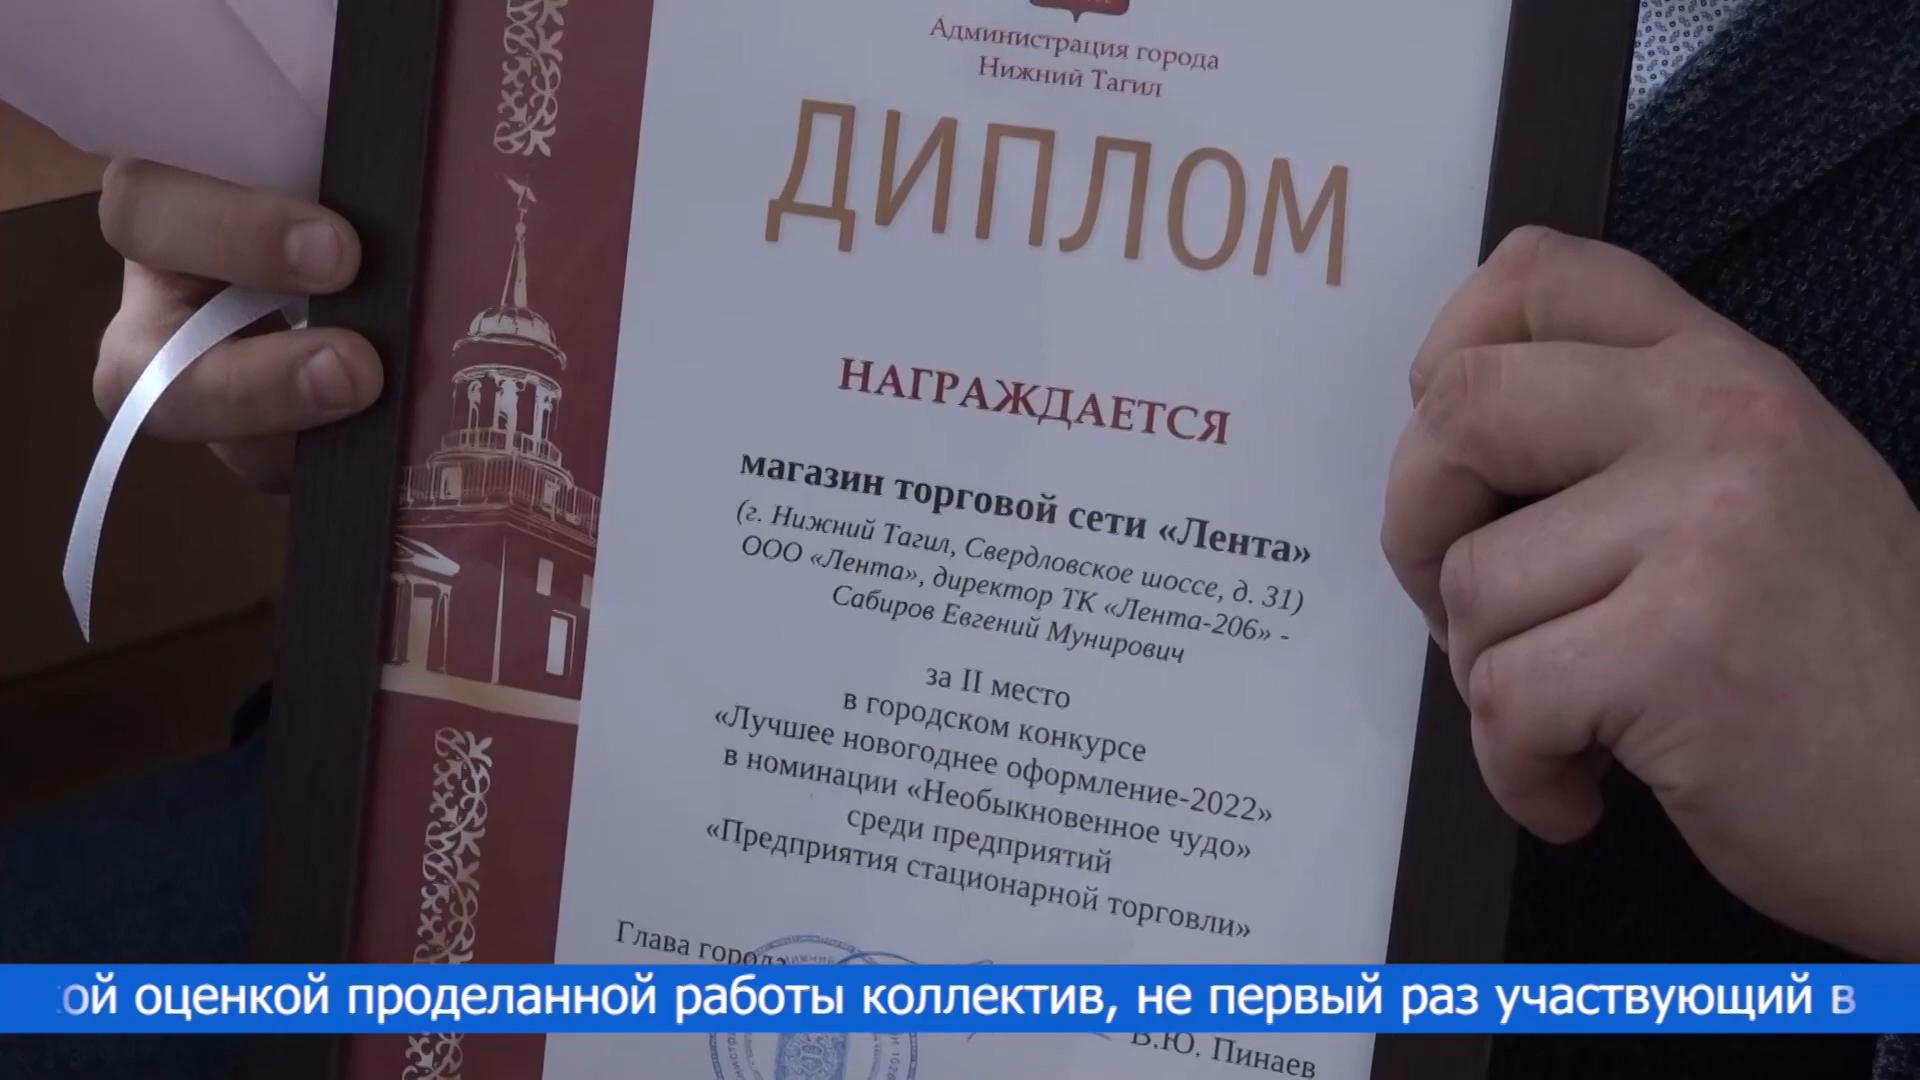 Администрация города
Нижний Тагил
ДИПЛОМ
НАГРАЖДАЕТСЯ
магазин торговой сети «Лента»
(г. Нижний Тагил, Свердловское шоссе, д. 31)
ООО «Лента», директор ТК «Лента-206» -
Сабиров Евгений Мунирович
за II место
в городском конкурсе
«Лучшее новогоднее оформление-2022»
в номинации «Необыкновенное чудо»
среди предприятий
«Предприятия стационарной торговли»
Глава города
оценкой проделанной работы коллектив, не первый раз участвующий в
В.Ю. Пинаев